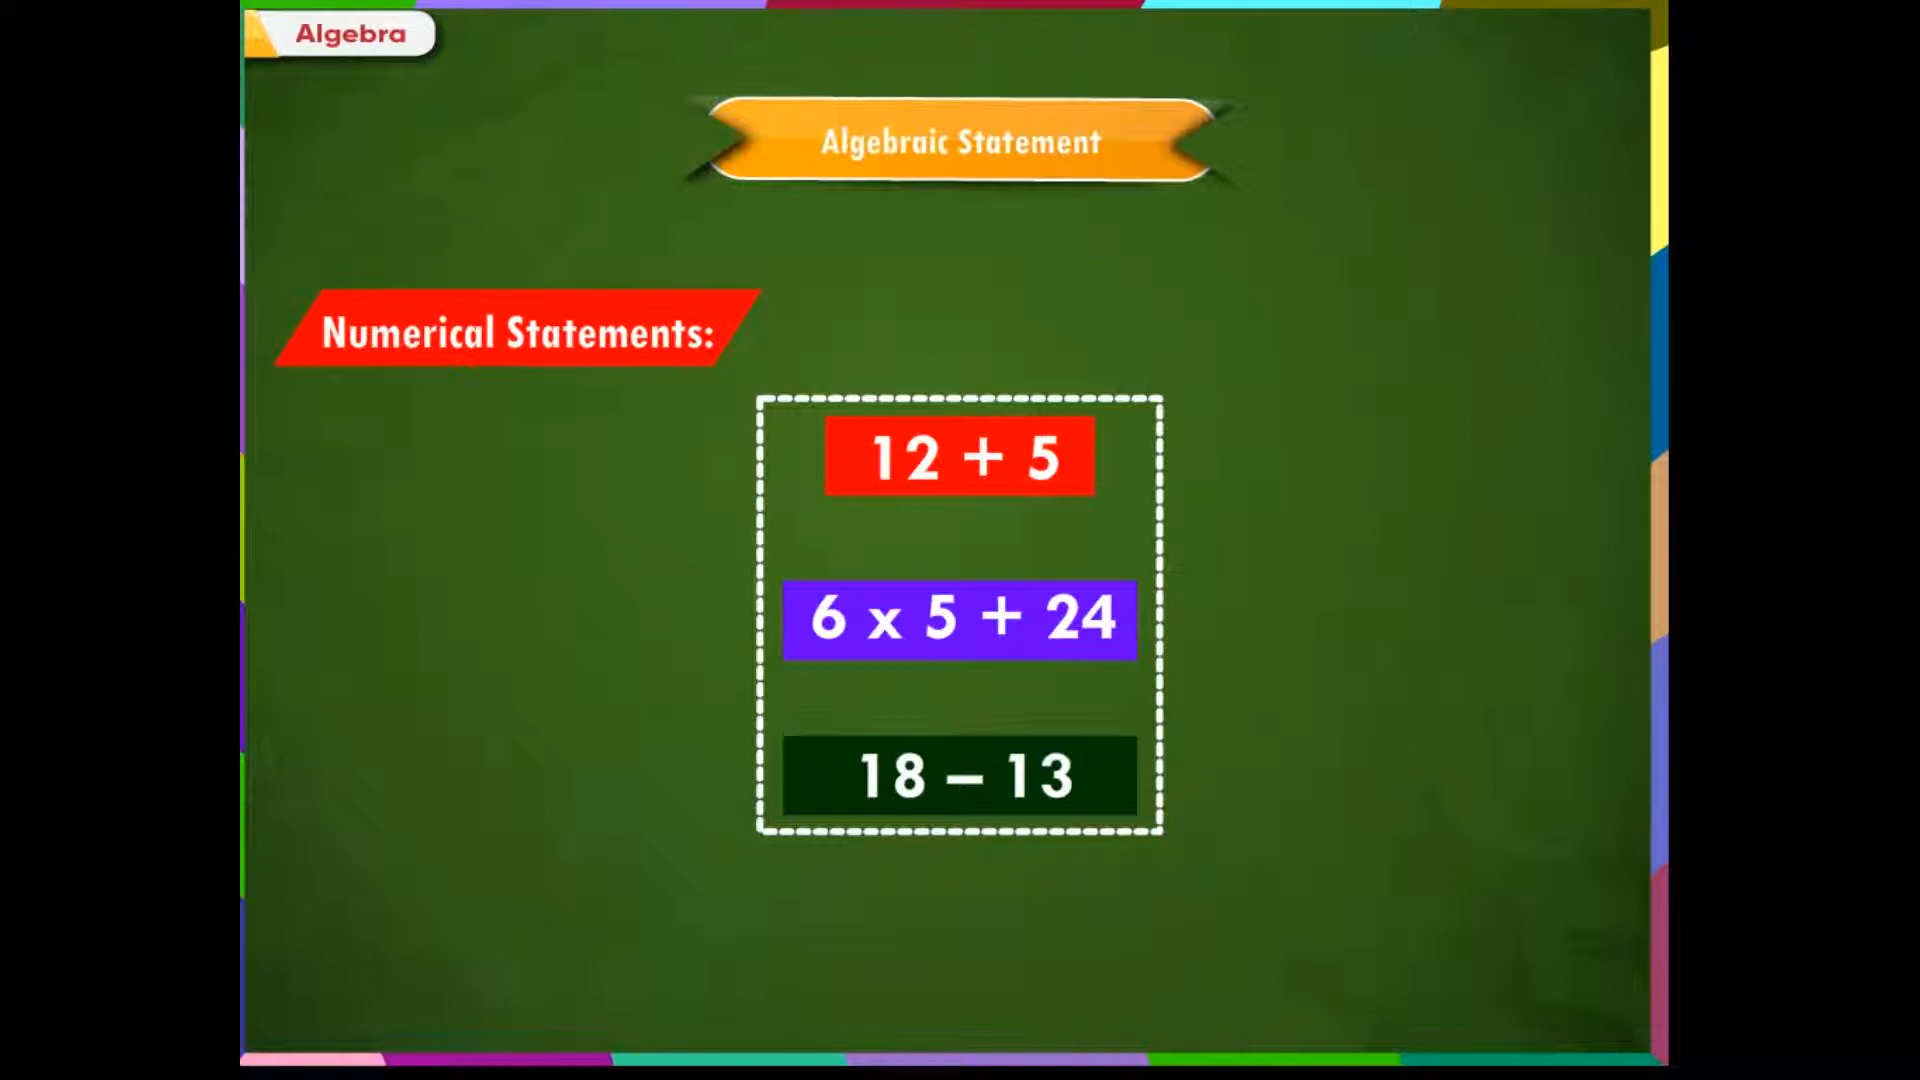 Algebra
Algebraic Statement
Numerical Statements:
12 + 5
6 x 5 + 24
18 – 13